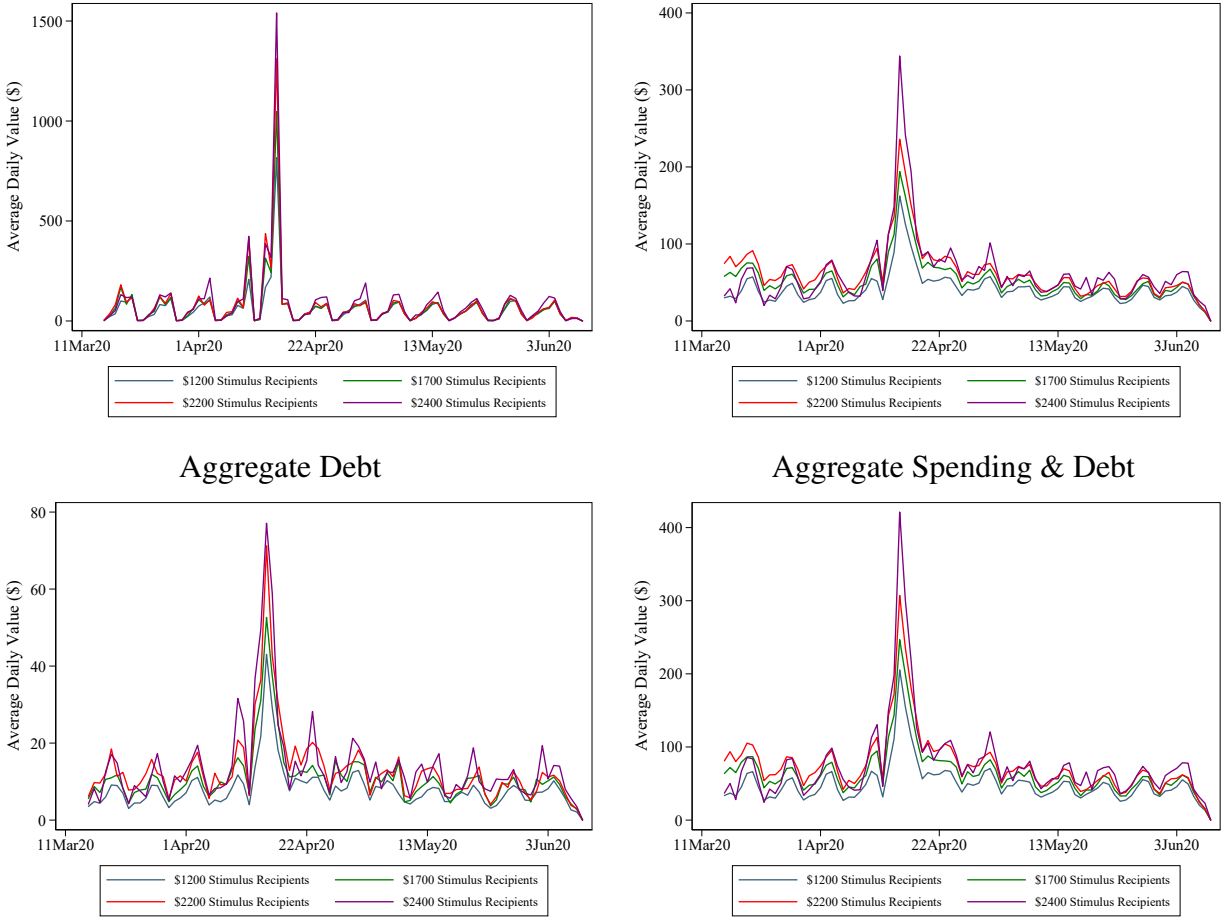 Average Daily Value ($)
1500
1000
500
0
11Mar20 1Apr20 22Apr20 13May20 3Jun20
$1200 Stimulus Recipients $1700 Stimulus Recipients
$2200 Stimulus Recipients $2400 Stimulus Recipients
Average Daily Value ($)
400
300
200
100
0
11Mar20 1Apr20 22Apr20 13May20 3Jun20
$1200 Stimulus Recipients $1700 Stimulus Recipients
$2200 Stimulus Recipients $2400 Stimulus Recipients
Aggregate Debt
Average Daily Value ($)
80
60
40
20
0
11Mar20 1Apr20 22Apr20 13May20 3Jun20
$1200 Stimulus Recipients $1700 Stimulus Recipients
$2200 Stimulus Recipients $2400 Stimulus Recipients
Aggregate Spending & Debt
Average Daily Value ($)
400
300
200
100
0
11Mar20 1Apr20 22Apr20 13May20 3Jun20
$1200 Stimulus Recipients $1700 Stimulus Recipients
$2200 Stimulus Recipients $2400 Stimulus Recipients